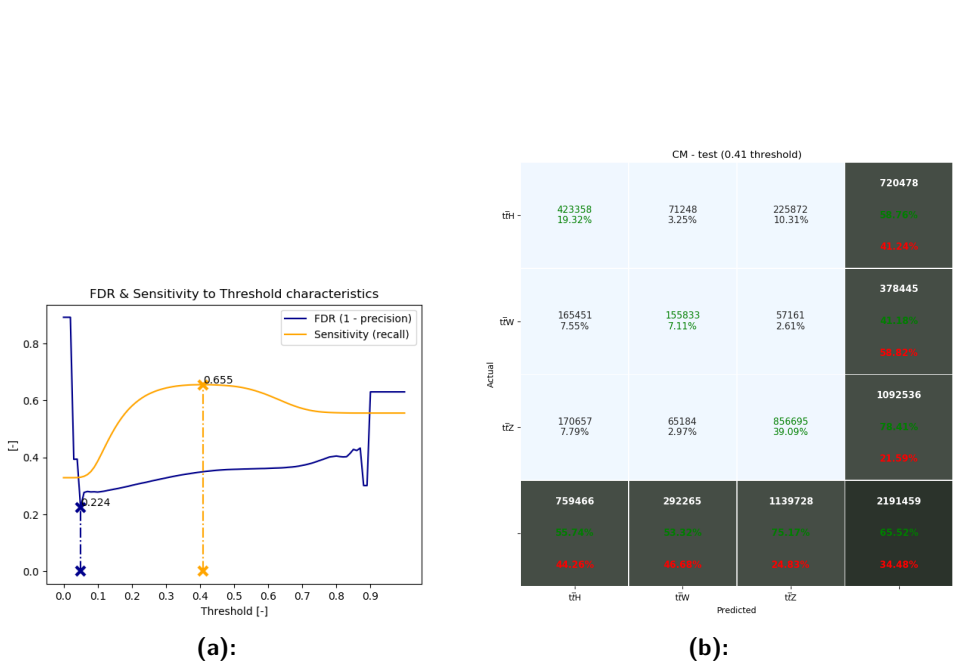 FDR & Sensitivity to Threshold characteristics
FDR (1 - precision)
Sensitivity (recall)
0.655
0.224
0.8
0.6
0.4
0.2
0.0
[-]
0.0 0.1 0.2 0.3 0.4 0.5 0.6 0.7 0.8 0.9
Threshold [-]
(a):
CM - test (0.41 threshold)
Actual
tt̄H
423358 71248 225872 720478
19.32% 3.25% 10.31%
tt̄W
165451 155833 57161 378445
7.55% 7.11% 2.61%
58.82%
tt̄Z
170657 65184 856695 1092536
7.79% 2.97% 39.09%
21.59%
759466 292265 1139728 2191459
65.52%
34.48%
tt̄H tt̄W tt̄Z
Predicted
(b):